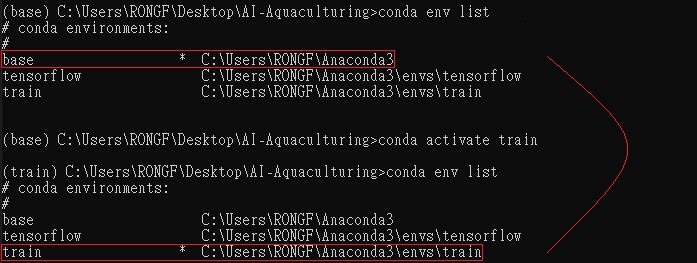 (base) C:\Users\RONGF\Desktop\AI-Aquaculturing>conda env list
# conda environments:
#
base                  *  C:\Users\RONGF\Anaconda3
tensorflow               C:\Users\RONGF\Anaconda3\envs\tensorflow
train                    C:\Users\RONGF\Anaconda3\envs\train
(base) C:\Users\RONGF\Desktop\AI-Aquaculturing>conda activate train
(train) C:\Users\RONGF\Desktop\AI-Aquaculturing>conda env list
# conda environments:
#
base                     C:\Users\RONGF\Anaconda3
tensorflow               C:\Users\RONGF\Anaconda3\envs\tensorflow
train                 *  C:\Users\RONGF\Anaconda3\envs\train